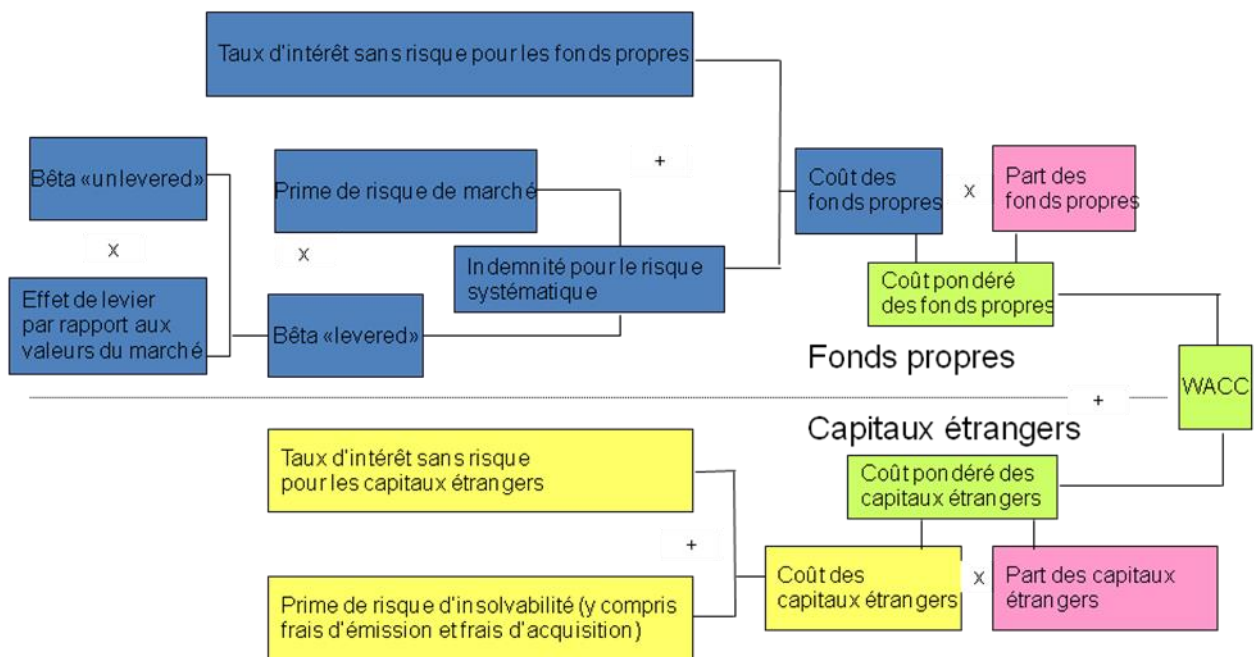 Taux d'intérêt sans risque pour les fonds propres
Bêta «unlevered»
x
Effet de levier
par rapport aux
valeurs du marché
Prime de risque de marché
x
Bêta «levered»
Indemnité pour le risque
systématique
+
Coût des
fonds propres
x
Part des
fonds propres
Coût pondéré
des fonds propres
Fonds propres
WACC
+
Capitaux étrangers
Taux d'intérêt sans risque
pour les capitaux étrangers
+
Prime de risque d'insolvabilité (y compris
frais d'émission et frais d'acquisition)
Coût pondéré des
capitaux étrangers
Coût des
capitaux étrangers
x
Part des capitaux
étrangers